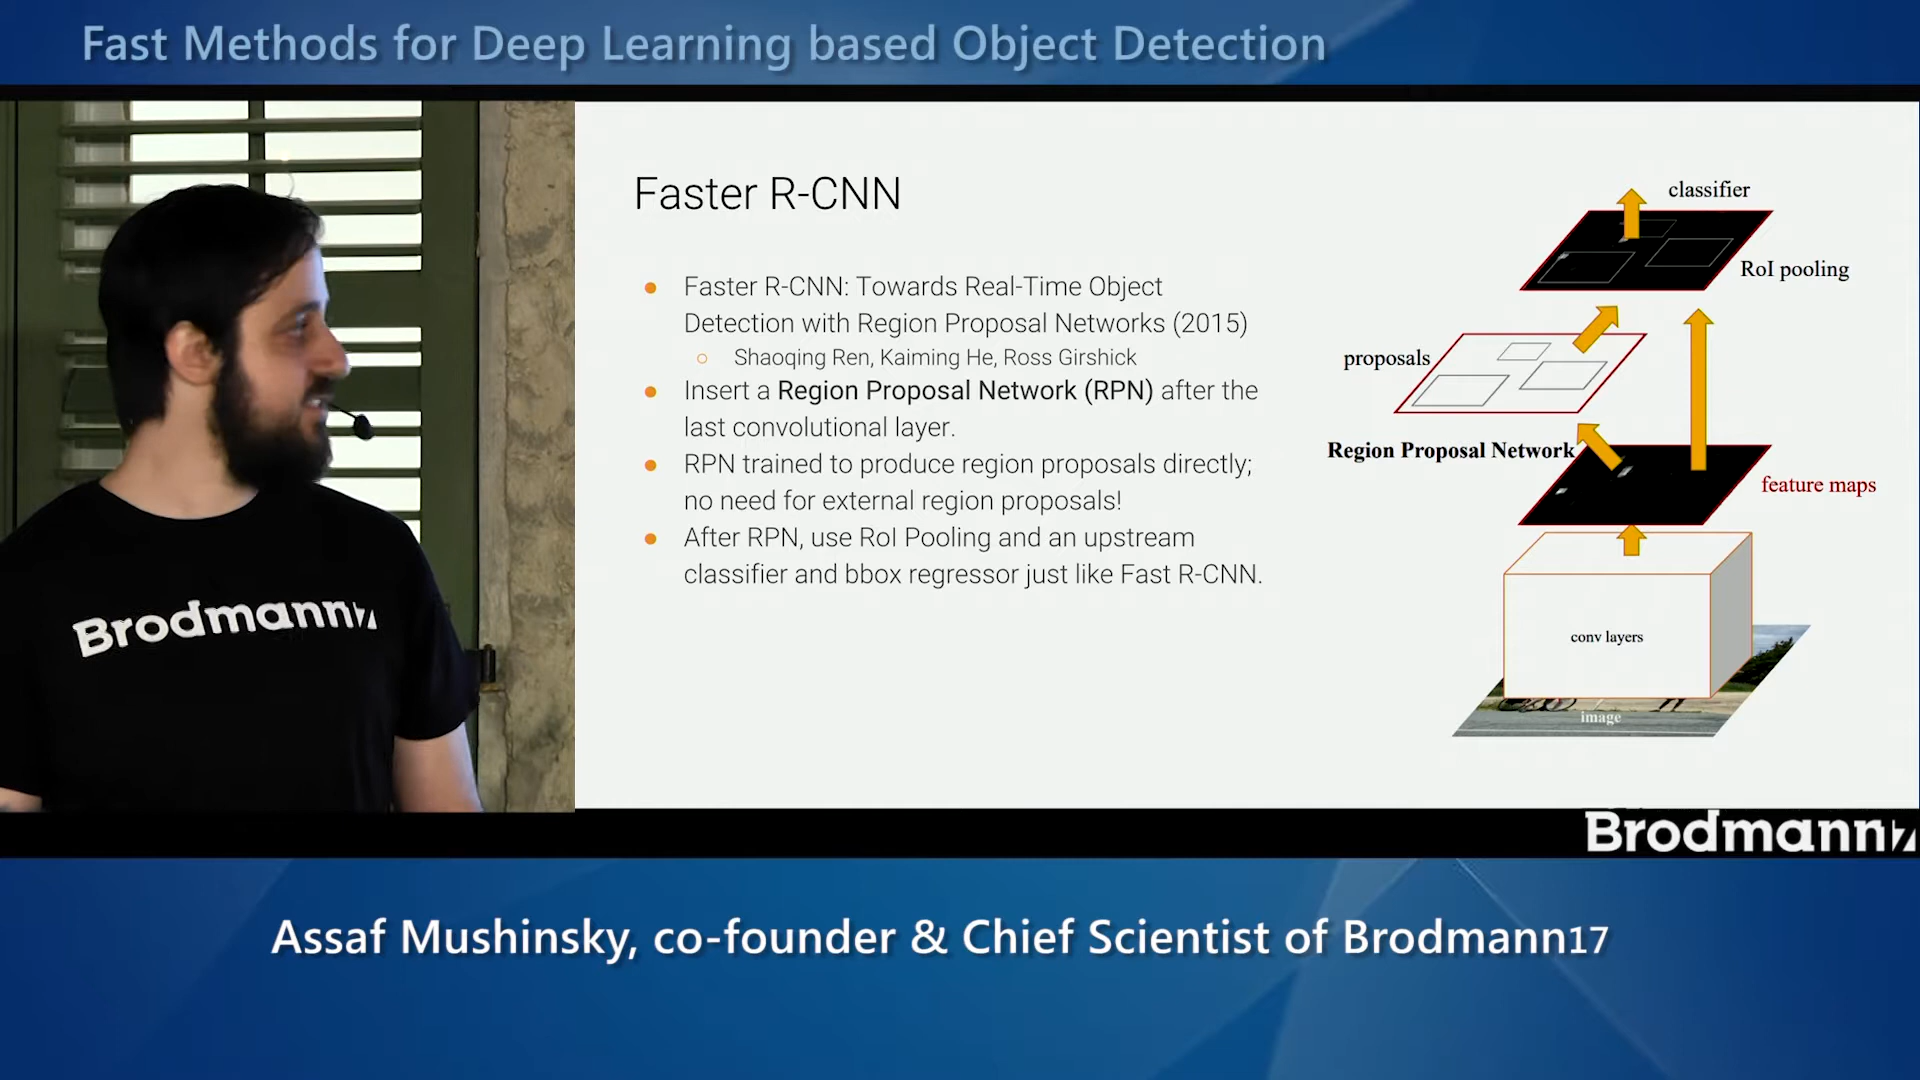 Fast Methods for Deep Learning based Object Detection
Brodmann17
Faster R-CNN
Faster R-CNN: Towards Real-Time Object
Detection with Region Proposal Networks (2015)
Shaoqing Ren, Kaiming He, Ross Girshick
Insert a Region Proposal Network (RPN) after the
last convolutional layer.
RPN trained to produce region proposals directly;
no need for external region proposals!
After RPN, use RoI Pooling and an upstream
classifier and bbox regressor just like Fast R-CNN.
classifier
RoI pooling
proposals
Region Proposal Network
feature maps
conv layers
image
Brodmann17
Assaf Mushinsky, co-founder & Chief Scientist of Brodmann17